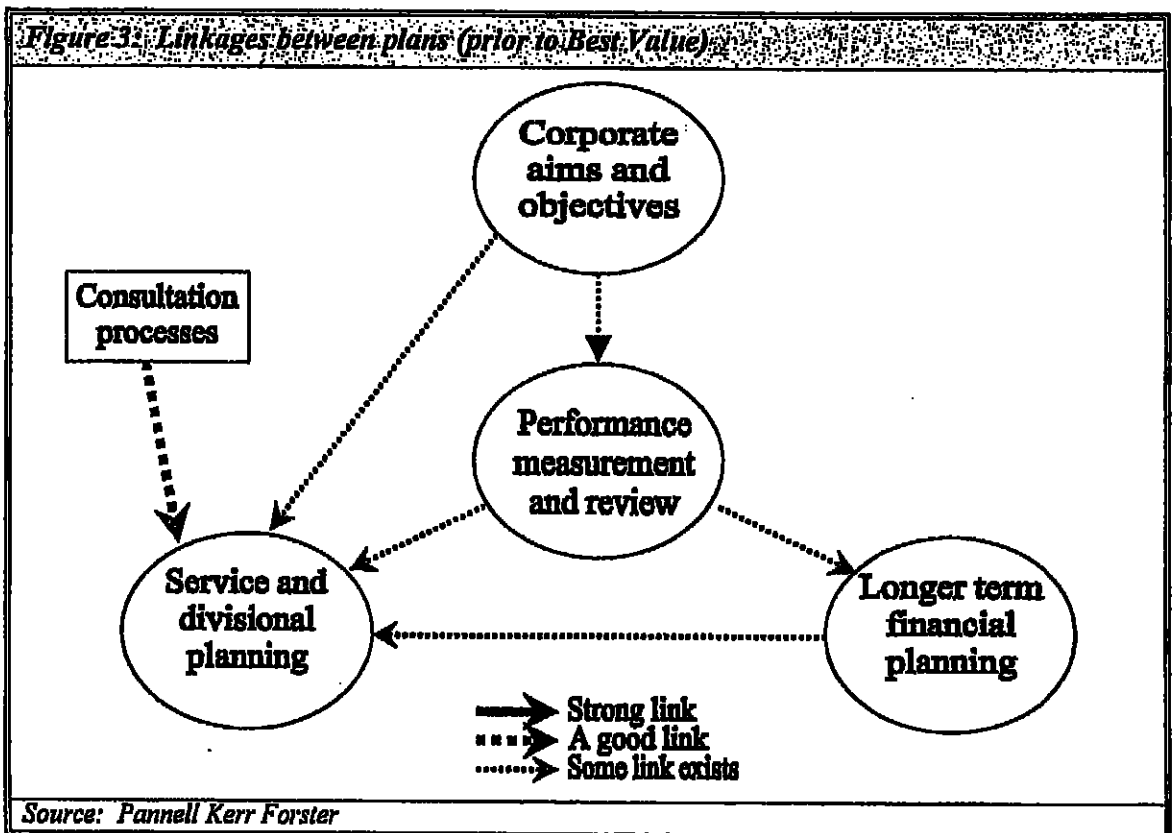 Figure 3: Linkages between plans (prior to Best Value)
Corporate
aims and
objectives
Consultation
processes
Performance
measurement
and review
Service and
divisional
planning
Longer term
financial
planning
Strong link
A good link
Some link exists
Source: Pannell Kerr Forster